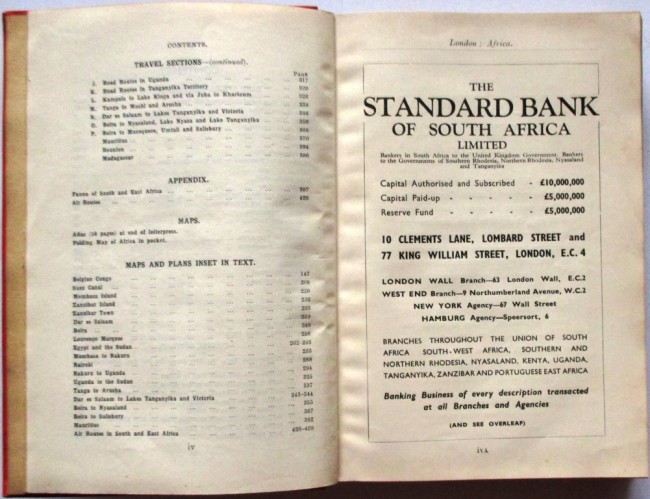 CONTENTS.
TRAVEL SECTIONS—(continued).
Page
J. Road Routes in Uganda 317
K. Road Routes in Tanganyika Territory
L. Kampala to Lake Kioga and via Juba to Khartoum
M. Tanga to Moshi and Arusha
N. Dar es Salaam to Lakes Tanganyika and Victoria
O. Beira to Nyasaland, Lake Nyasa and Lake Tanganyika
P. Beira to Macequece, Umtali and Salisbury
Mauritius
Reunion
Madagascar
APPENDIX.
Fauna of South and East Africa
Air Routes
MAPS.
Atlas (64 pages) at end of letterpress.
Folding Map of Africa in pocket.
MAPS AND PLANS INSET IN TEXT.
Belgian Congo 147
Suez Canal
Mombasa Island
Zanzibar Island
Zanzibar Town
Dar es Salaam
Beira
Lourenço Marques
Egypt and the Sudan
Mombasa to Nakuru
Nairobi
Nakuru to Uganda
Uganda to the Sudan
Tanga to Arusha
Dar es Salaam to Lakes Tanganyika and Victoria
Beira to Nyasaland
Beira to Salisbury
Mauritius
Air Routes in South and East Africa
iv
London; Africa.
THE
STANDARD BANK
OF SOUTH AFRICA
LIMITED
Bankers in South Africa to the United Kingdom Government. Bankers
to the Governments of Southern Rhodesia, Northern Rhodesia, Nyasaland
and Tanganyika
Capital Authorised and Subscribed - £10,000,000
Capital Paid-up - - - - - £5,000,000
Reserve Fund - - - - - £5,000,000
10 CLEMENTS LANE, LOMBARD STREET and
77 KING WILLIAM STREET, LONDON, E.C. 4
LONDON WALL Branch—63 London Wall, E.C.2
WEST END Branch—9 Northumberland Avenue, W.C.2
NEW YORK Agency—67 Wall Street
HAMBURG Agency—Speersort, 6
BRANCHES THROUGHOUT THE UNION OF SOUTH
AFRICA SOUTH-WEST AFRICA, SOUTHERN AND
NORTHERN RHODESIA, NYASALAND, KENYA, UGANDA,
TANGANYIKA, ZANZIBAR AND PORTUGUESE EAST AFRICA
Banking Business of every description transacted
at all Branches and Agencies
(AND SEE OVERLEAF)
ivA